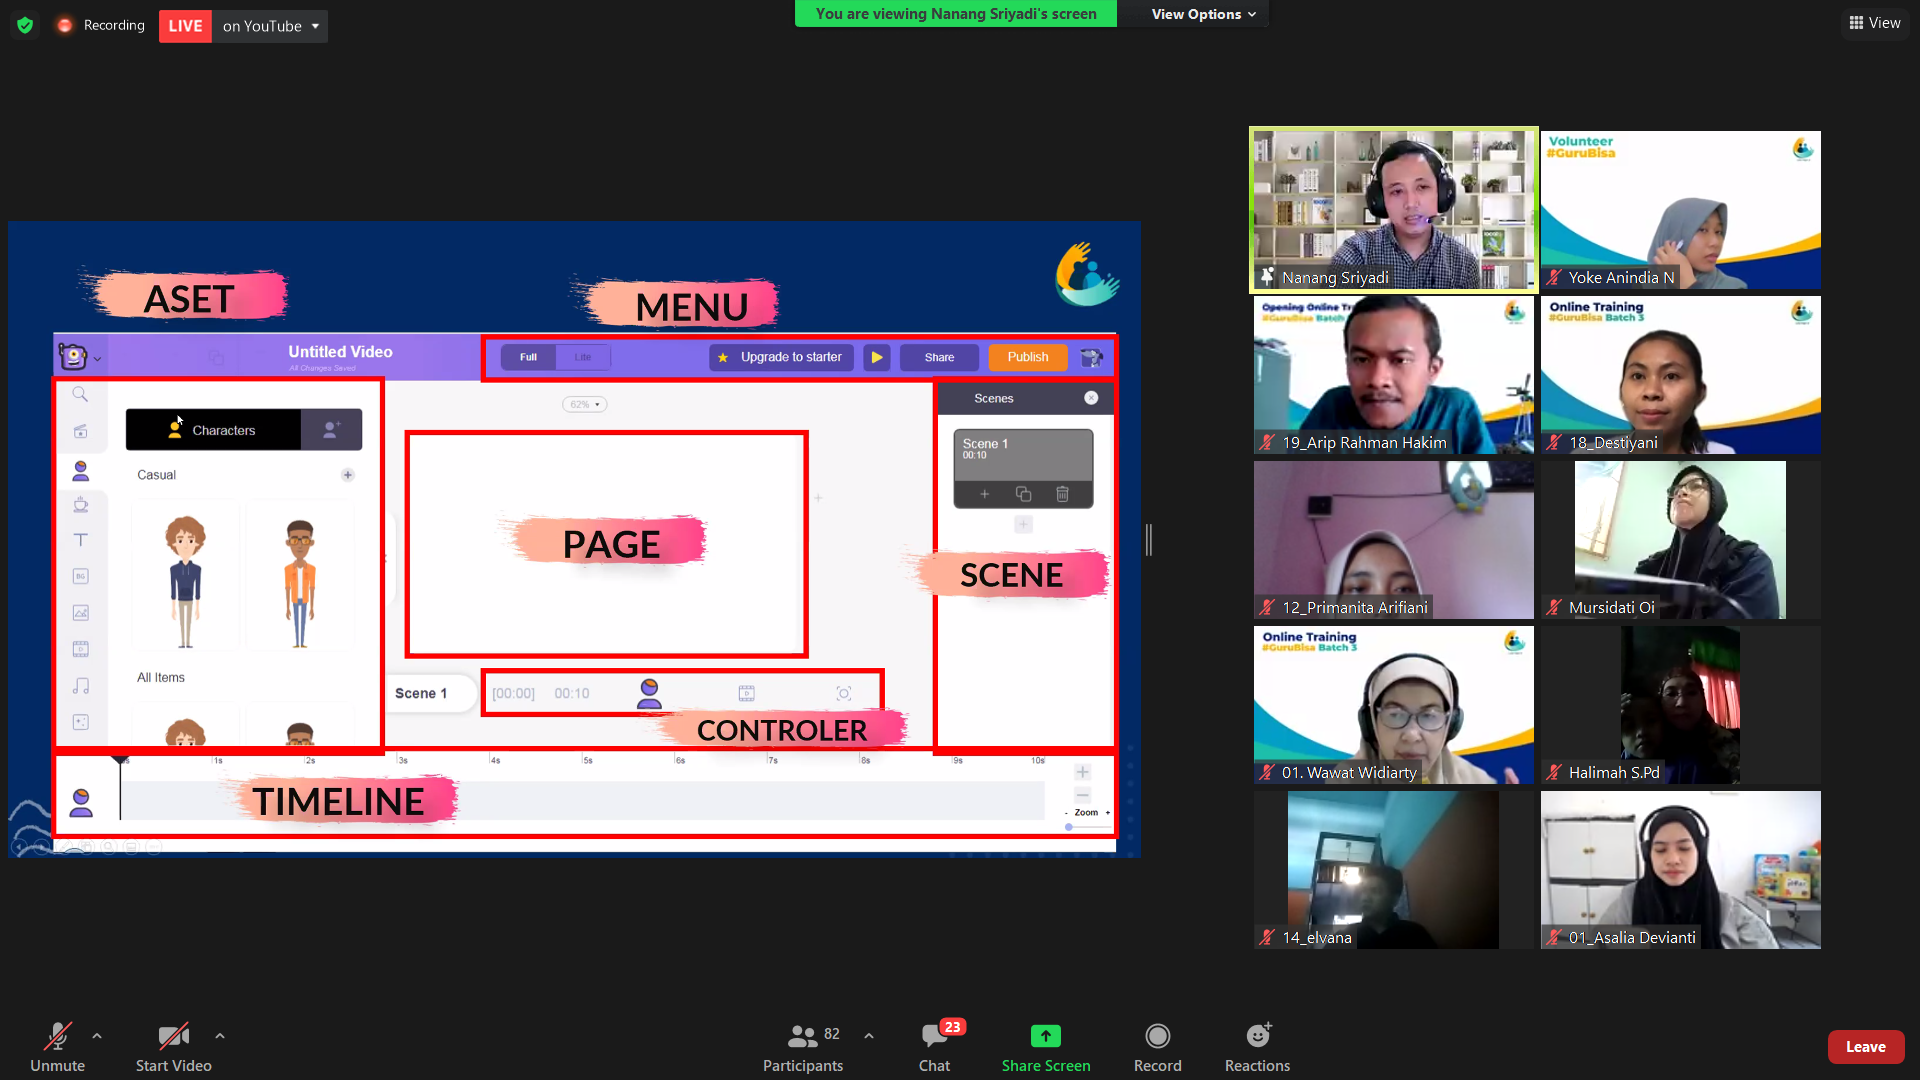 Recording
LIVE on YouTube
You are viewing Nanang Sriyadi's screen
View Options
View
ASET
MENU
Untitled Video
All Changes Saved
Full
Lite
Upgrade to starter
Share
Publish
Characters
Casual
All Items
62%
PAGE
Scenes
Scene 1
00:10
SCENE
Scene 1
[00:00]
00:10
CONTROLER
1s
2s
3s
4s
5s
6s
7s
8s
9s
10s
TIMELINE
- Zoom +
BG
Nanang Sriyadi
Volunteer
#GuruBisa
Yoke Anindia N
Opening Online
#GuruBisa Batch
19_Arip Rahman Hakim
Online Training
#GuruBisa Batch 3
18_Destiyani
12_Primanita Arifiani
Mursidati Oi
Online Training
#GuruBisa Batch 3
01. Wawat Widiarty
Halimah S.Pd
14_elvana
01_Asalia Devianti
Unmute
Start Video
82
Participants
23
Chat
Share Screen
Record
Reactions
Leave